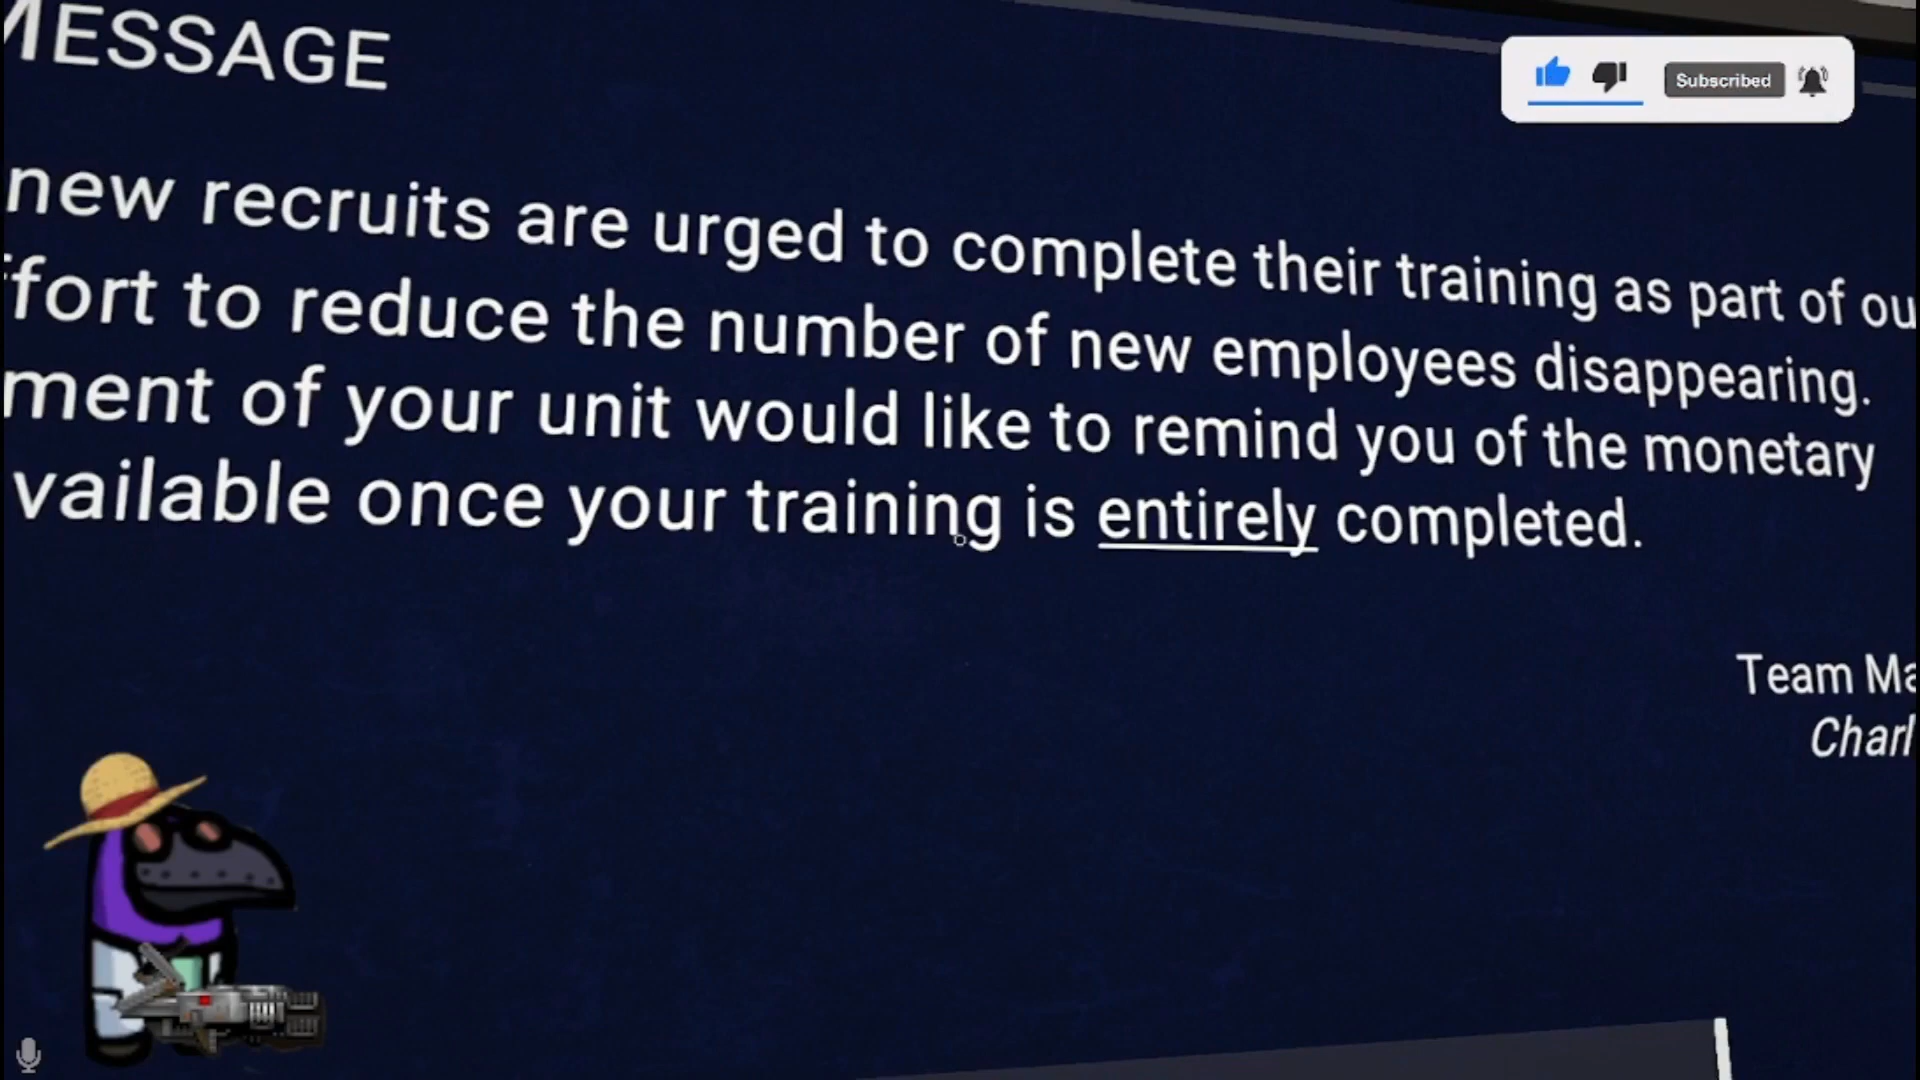 MESSAGE
Subscribed
new recruits are urged to complete their training as part of ou
ffort to reduce the number of new employees disappearing.
ment of your unit would like to remind you of the monetary
vailable once your training is entirely completed.
Team Ma
Charl